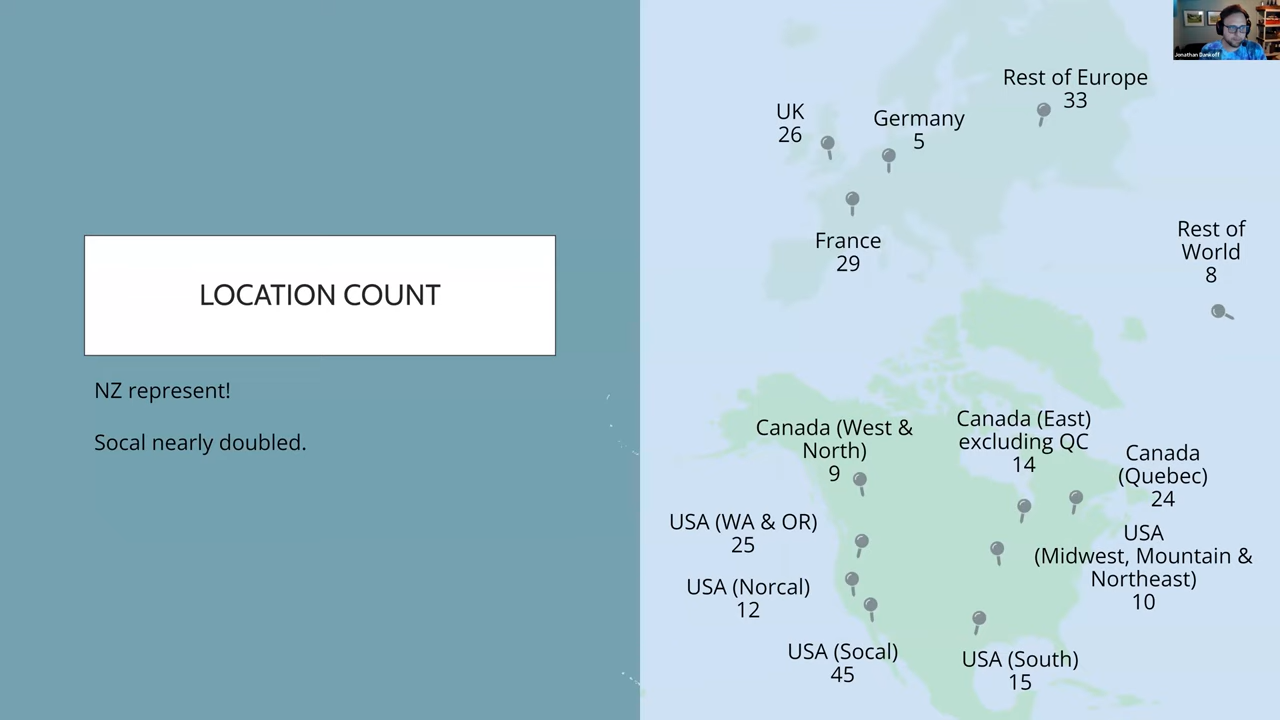 LOCATION COUNT
NZ represent!
Socal nearly doubled.
Jonathan Dankoff
Rest of Europe
33
UK
26
Germany
5
France
29
Rest of
World
8
Canada (West &
North)
9
Canada (East)
excluding QC
14
Canada
(Quebec)
24
USA (WA & OR)
25
USA
(Midwest, Mountain &
Northeast)
10
USA (Norcal)
12
USA (Socal)
45
USA (South)
15